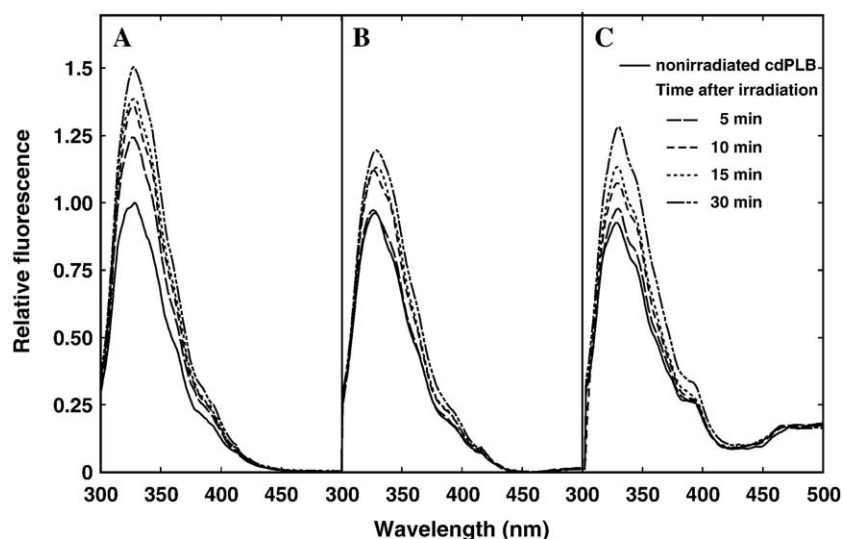 A
B
C
nonirradiated cdPLB
Time after irradiation
5 min
10 min
15 min
30 min
1.5
1.25
1.00
0.75
0.50
0.25
0
Relative fluorescence
300 350 400 450 300 350 400 450 300 350 400 450 500
Wavelength (nm)